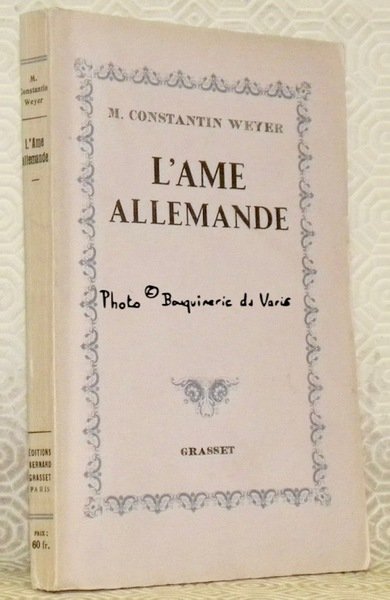 M.
Constantin
Weyer
L'Ame
allemande
ÉDITIONS
BERNARD
GRASSET
PARIS
PRIX :
60 fr.
M. CONSTANTIN WEYER
L'AME
ALLEMANDE
Photo © Bouquinerie du Varis
GRASSET